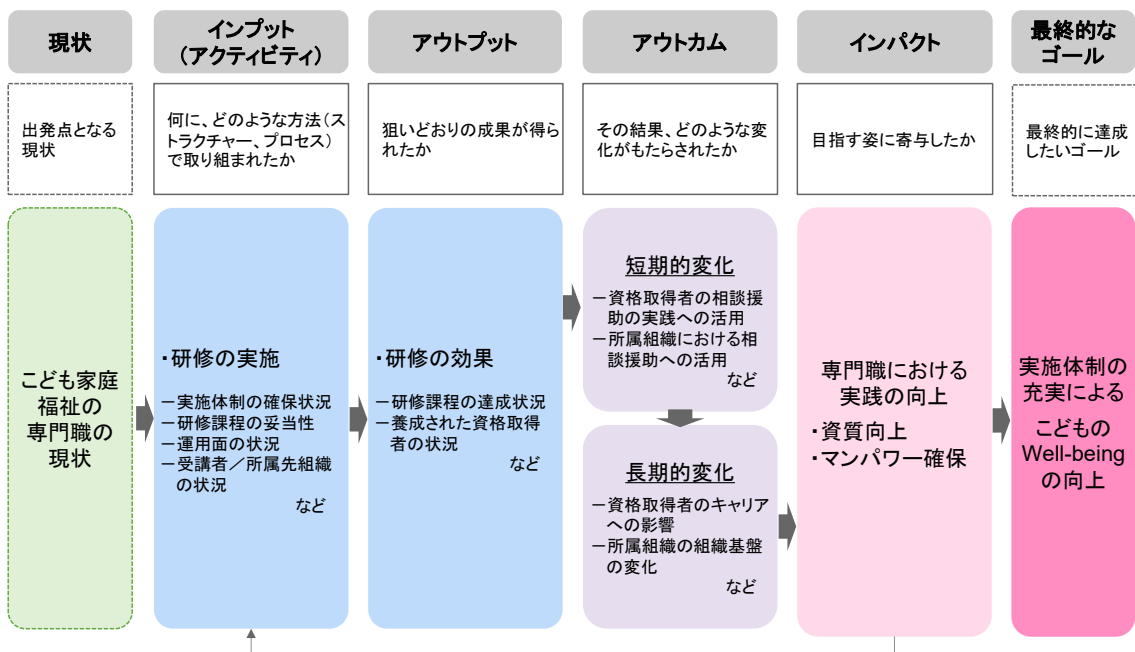 現状
インプット
(アクティビティ)
アウトプット
アウトカム
インパクト
最終的な
ゴール
出発点となる
現状
何に、どのような方法(ス
トラクチャー、プロセス)
で取り組まれたか
狙いどおりの成果が得ら
れたか
その結果、どのような変
化がもたらされたか
目指す姿に寄与したか
最終的に達成
したいゴール
こども家庭
福祉の
専門職の
現状
・研修の実施
－実施体制の確保状況
－研修課程の妥当性
－運用面の状況
－受講者／所属先組織
の状況
など
・研修の効果
－研修課程の達成状況
－養成された資格取得
者の状況
など
短期的変化
－資格取得者の相談援
助の実践への活用
－所属組織における相
談援助への活用
など
長期的変化
－資格取得者のキャリア
への影響
－所属組織の組織基盤
の変化
など
専門職における
実践の向上
・資質向上
・マンパワー確保
実施体制の
充実による
こどもの
Well-being
の向上